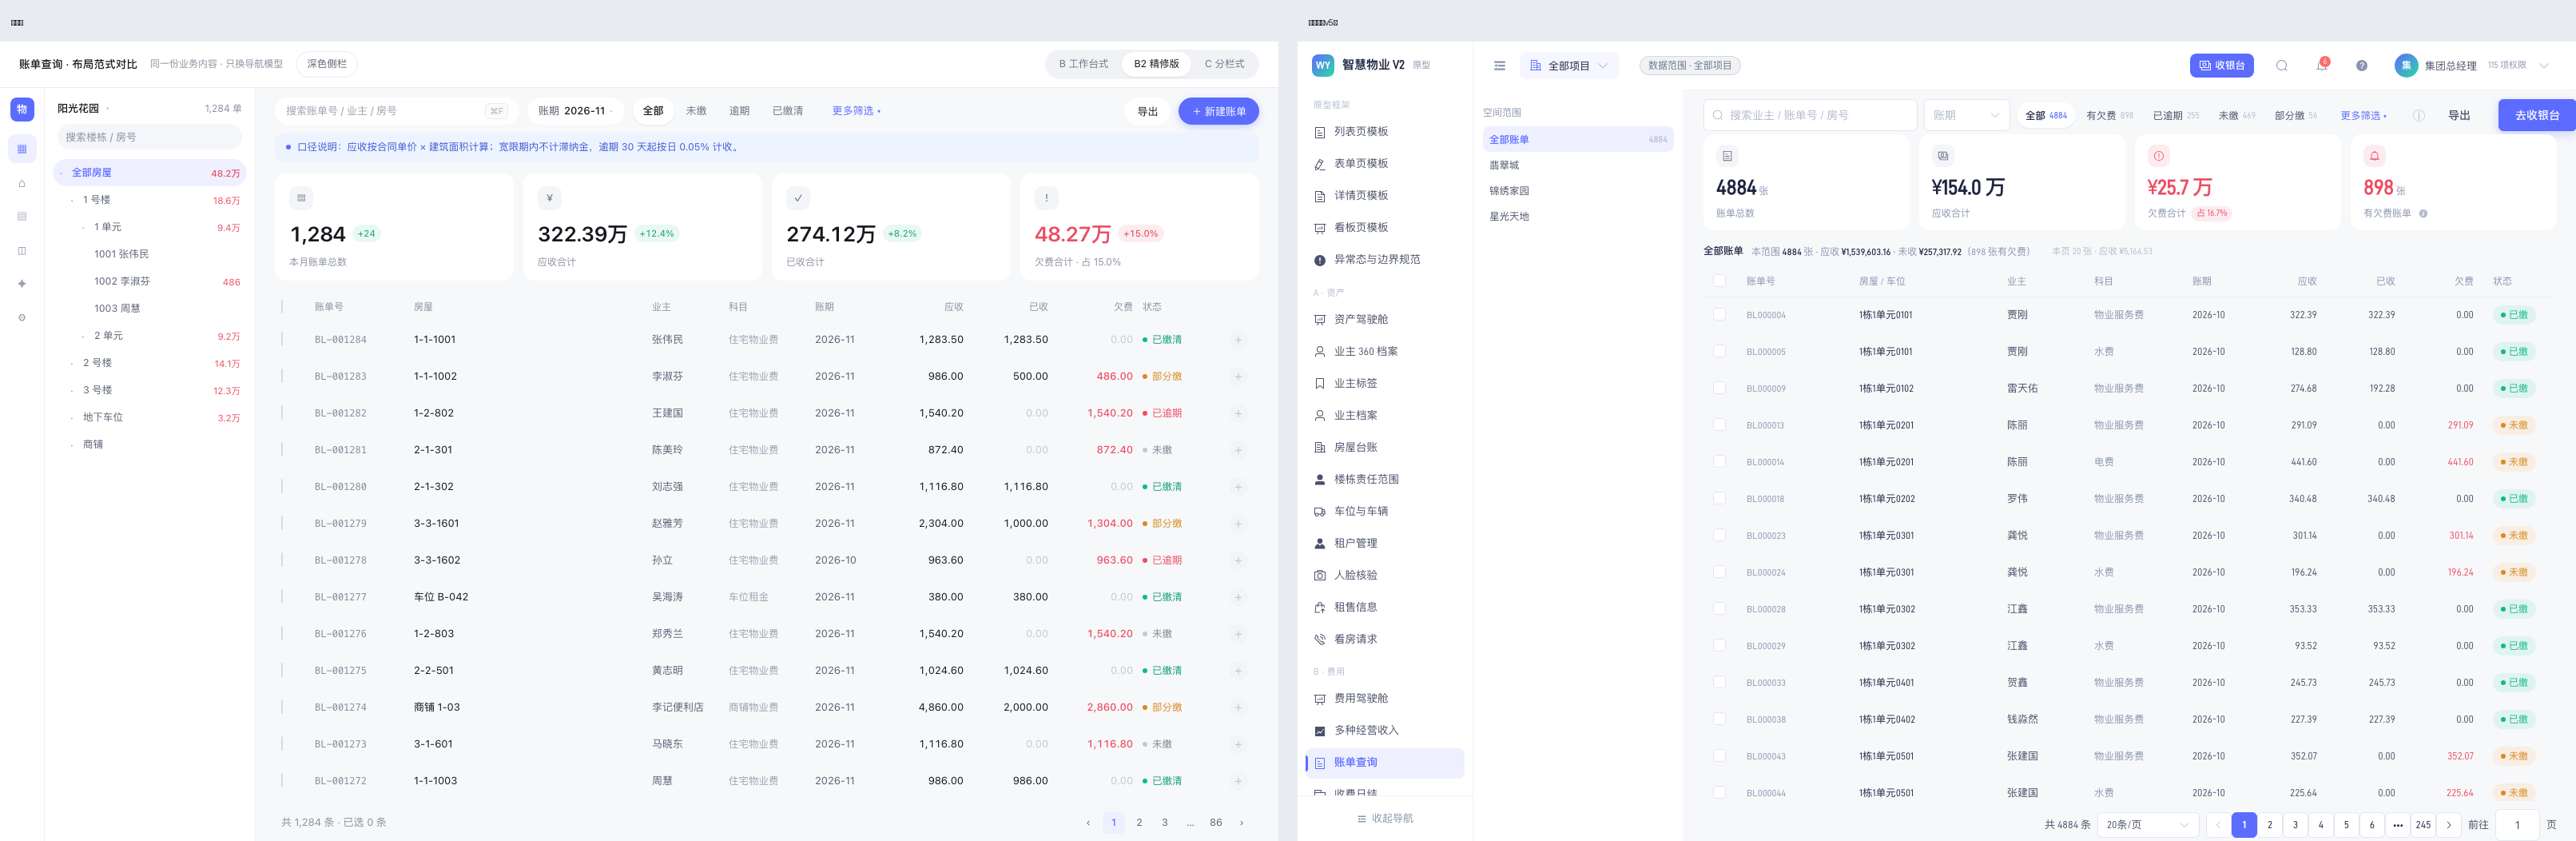 账单查询 · 布局范式对比 同一份业务内容 · 只换导航模型 深色侧栏
B 工作台式 B2 精修版 C 分栏式
物
阳光花园 · 1,284 单
搜索楼栋 / 房号
全部房屋 48.2万
1 号楼 18.6万
1 单元 9.4万
1001 张伟民
1002 李淑芬 486
1003 周慧
2 单元 9.2万
2 号楼 14.1万
3 号楼 12.3万
地下车位 3.2万
商铺
搜索账单号 / 业主 / 房号 ⌘F 账期 2026-11 · 全部 未缴 逾期 已缴清 更多筛选 • 导出 + 新建账单
口径说明：应收按合同单价 × 建筑面积计算；宽限期内不计滞纳金，逾期 30 天起按日 0.05% 计收。
¥ ✓ !
1,284 +24 322.39万 +12.4% 274.12万 +8.2% 48.27万 +15.0%
本月账单总数 应收合计 已收合计 欠费合计 · 占 15.0%
账单号 房屋 业主 科目 账期 应收 已收 欠费 状态
BL-001284 1-1-1001 张伟民 住宅物业费 2026-11 1,283.50 1,283.50 0.00 已缴清 +
BL-001283 1-1-1002 李淑芬 住宅物业费 2026-11 986.00 500.00 486.00 部分缴 +
BL-001282 1-2-802 王建国 住宅物业费 2026-11 1,540.20 0.00 1,540.20 已逾期 +
BL-001281 2-1-301 陈美玲 住宅物业费 2026-11 872.40 0.00 872.40 未缴 +
BL-001280 2-1-302 刘志强 住宅物业费 2026-11 1,116.80 1,116.80 0.00 已缴清 +
BL-001279 3-3-1601 赵雅芳 住宅物业费 2026-11 2,304.00 1,000.00 1,304.00 部分缴 +
BL-001278 3-3-1602 孙立 住宅物业费 2026-10 963.60 0.00 963.60 已逾期 +
BL-001277 车位 B-042 吴海涛 车位租金 2026-11 380.00 380.00 0.00 已缴清 +
BL-001276 1-2-803 郑秀兰 住宅物业费 2026-11 1,540.20 0.00 1,540.20 未缴 +
BL-001275 2-2-501 黄志明 住宅物业费 2026-11 1,024.60 1,024.60 0.00 已缴清 +
BL-001274 商铺 1-03 李记便利店 商铺物业费 2026-11 4,860.00 2,000.00 2,860.00 部分缴 +
BL-001273 3-1-601 马晓东 住宅物业费 2026-11 1,116.80 0.00 1,116.80 未缴 +
BL-001272 1-1-1003 周慧 住宅物业费 2026-11 986.00 986.00 0.00 已缴清 +
共 1,284 条 · 已选 0 条 ‹ 1 2 3 … 86 ›
WY 智慧物业 V2 原型
全部项目 数据范围 · 全部项目 收银台 6 集 集团总经理 115 项权限
原型框架
列表页模板
表单页模板
详情页模板
看板页模板
异常态与边界规范
A · 资产
资产驾驶舱
业主 360 档案
业主标签
业主档案
房屋台账
楼栋责任范围
车位与车辆
租户管理
人脸核验
租售信息
看房请求
B · 费用
费用驾驶舱
多种经营收入
账单查询
收费日结
收起导航
空间范围
全部账单 4884
翡翠城
锦绣家园
星光天地
搜索业主 / 账单号 / 房号 账期 全部 4884 有欠费 898 已逾期 255 未缴 469 部分缴 56 更多筛选 • 导出 去收银台
4884 张 ¥154.0 万 ¥25.7 万 898 张
账单总数 应收合计 欠费合计 占 16.7% 有欠费账单
全部账单 本范围 4884 张 · 应收 ¥1,539,603.16 · 未收 ¥257,317.92（898 张有欠费） 本页 20 张 · 应收 ¥5,166.53
账单号 房屋 / 车位 业主 科目 账期 应收 已收 欠费 状态
BL000004 1栋1单元0101 贾刚 物业服务费 2026-10 322.39 322.39 0.00 已缴
BL000005 1栋1单元0101 贾刚 水费 2026-10 128.80 128.80 0.00 已缴
BL000009 1栋1单元0102 雷天佑 物业服务费 2026-10 274.68 192.28 0.00 已缴
BL000013 1栋1单元0201 陈丽 物业服务费 2026-10 291.09 0.00 291.09 未缴
BL000014 1栋1单元0201 陈丽 电费 2026-10 441.60 0.00 441.60 未缴
BL000018 1栋1单元0202 罗伟 物业服务费 2026-10 340.48 340.48 0.00 已缴
BL000023 1栋1单元0301 龚悦 物业服务费 2026-10 301.14 0.00 301.14 未缴
BL000024 1栋1单元0301 龚悦 水费 2026-10 196.24 0.00 196.24 未缴
BL000028 1栋1单元0302 江鑫 物业服务费 2026-10 353.33 353.33 0.00 已缴
BL000029 1栋1单元0302 江鑫 水费 2026-10 93.52 93.52 0.00 已缴
BL000033 1栋1单元0401 贺鑫 物业服务费 2026-10 245.73 245.73 0.00 已缴
BL000038 1栋1单元0402 钱淼然 物业服务费 2026-10 227.39 227.39 0.00 已缴
BL000043 1栋1单元0501 张建国 物业服务费 2026-10 352.07 0.00 352.07 未缴
BL000044 1栋1单元0501 张建国 水费 2026-10 225.64 0.00 225.64 未缴
共 4884 条 20条/页 1 2 3 4 5 6 ••• 245 前往 1 页